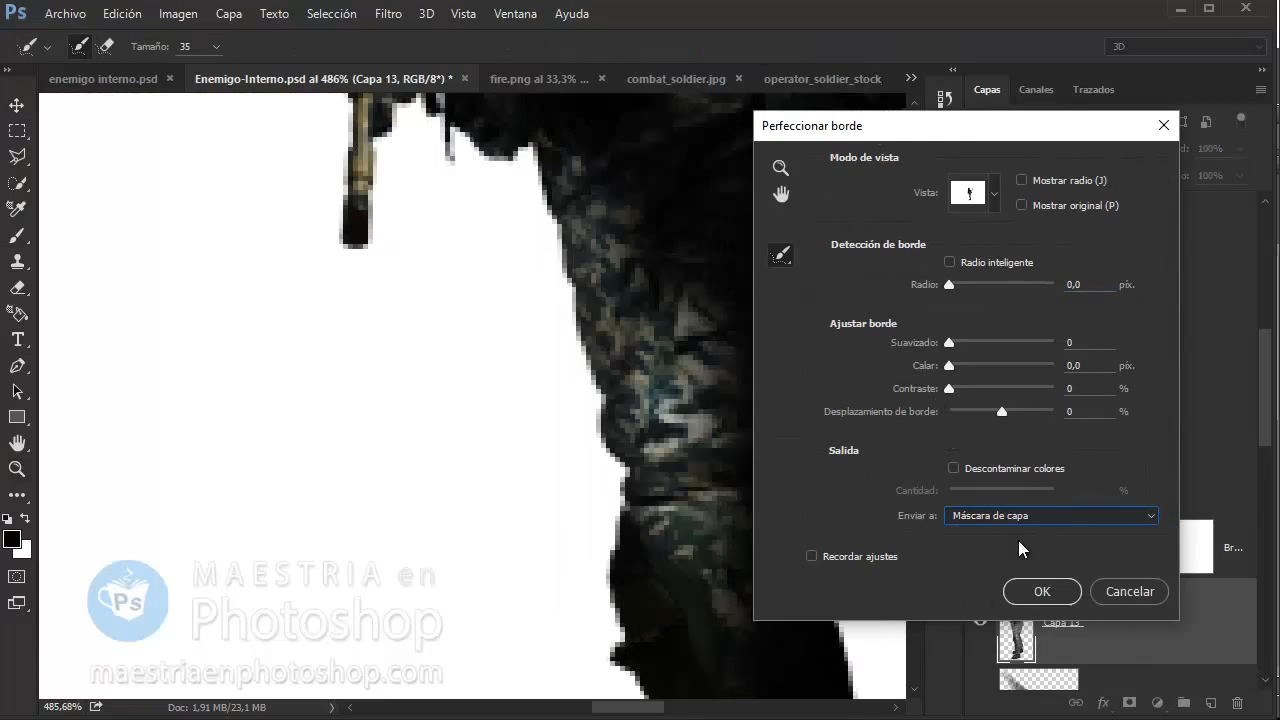 Ps Archivo Edición Imagen Capa Texto Selección Filtro 3D Vista Ventana Ayuda
Tamaño: 35
3D
enemigo interno.psd × Enemigo-Interno.psd al 486% (Capa 13, RGB/8*) * × fire.png al 33,3% ... × combat_soldier.jpg × operator_soldier_stock
Capas Canales Trazados
Perfeccionar borde
Modo de vista
Vista:
Mostrar radio (J)
Mostrar original (P)
Detección de borde
Radio inteligente
Radio: 0,0 píx.
Ajustar borde
Suavizado: 0
Calar: 0,0 píx.
Contraste: 0 %
Desplazamiento de borde: 0 %
Salida
Descontaminar colores
Cantidad: %
Enviar a: Máscara de capa
Recordar ajustes
OK Cancelar
100%
100%
Br...
Capa 13
MAESTRIA en
Ps Photoshop
maestriaenphotoshop.com
485,68% Doc: 1,91 MB/23,1 MB